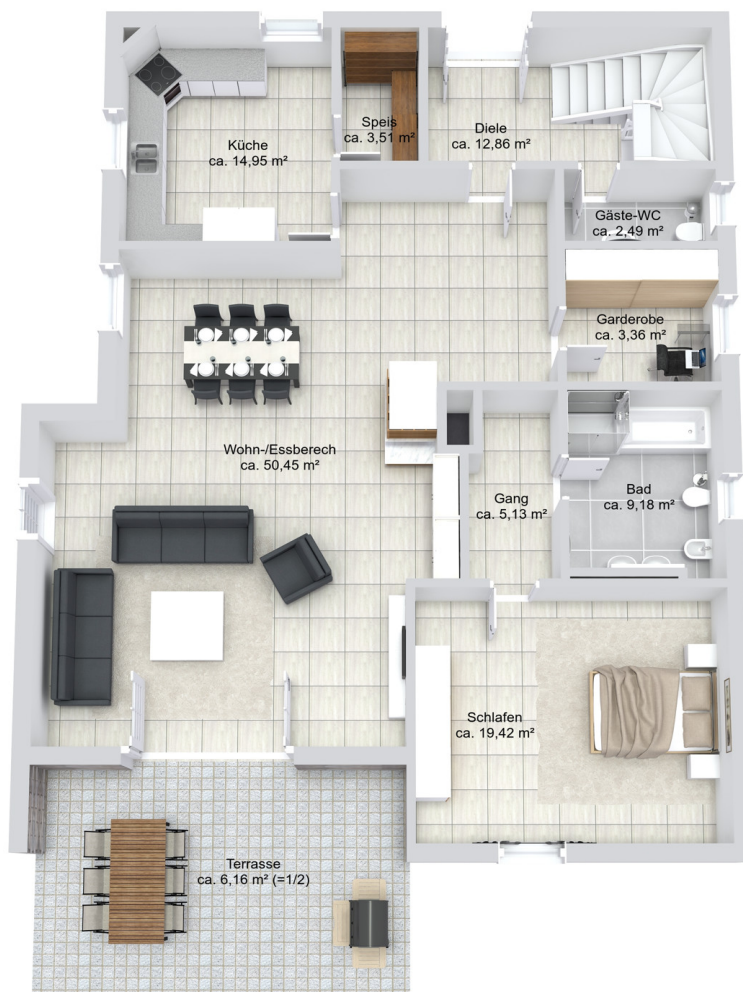 Küche
ca. 14,95 m²
Speis
ca. 3,51 m²
Diele
ca. 12,86 m²
Gäste-WC
ca. 2,49 m²
Garderobe
ca. 3,36 m²
Wohn-/Essberech
ca. 50,45 m²
Gang
ca. 5,13 m²
Bad
ca. 9,18 m²
Schlafen
ca. 19,42 m²
Terrasse
ca. 6,16 m² (=1/2)